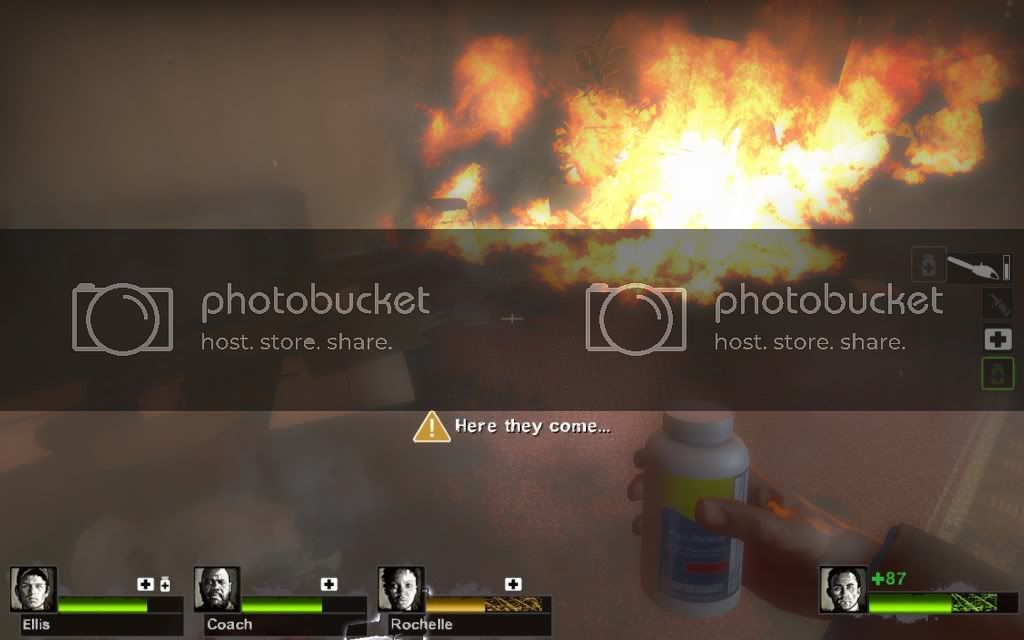 photobucket
host. store. share.
photobucket
host. store. share.
Here they come...
Ellis
Coach
Rochelle
+87